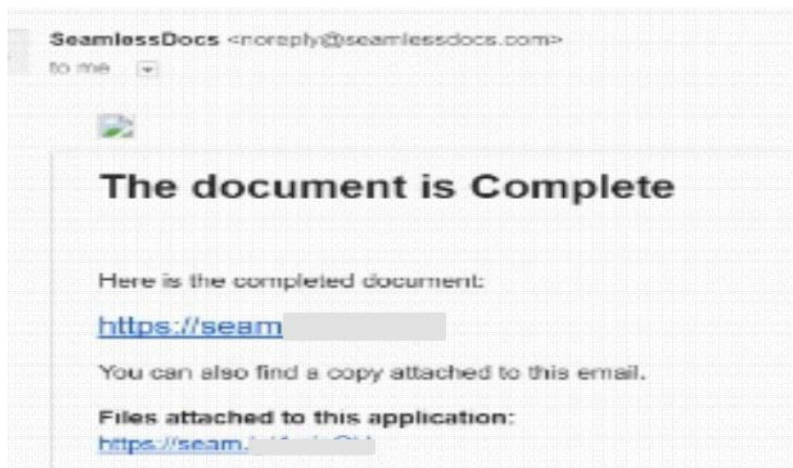 SeamlessDocs <noreply@seamlessdocs.com>
to me
The document is Complete
Here is the completed document:
https://seam
You can also find a copy attached to this email.
Files attached to this application:
https://seam.